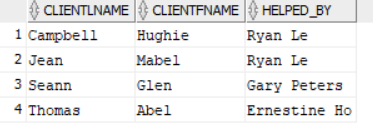 CLIENTLNAME CLIENTFNAME HELPED_BY
1 Campbell Hughie Ryan Le
2 Jean Mabel Ryan Le
3 Seann Glen Gary Peters
4 Thomas Abel Ernestine Ho